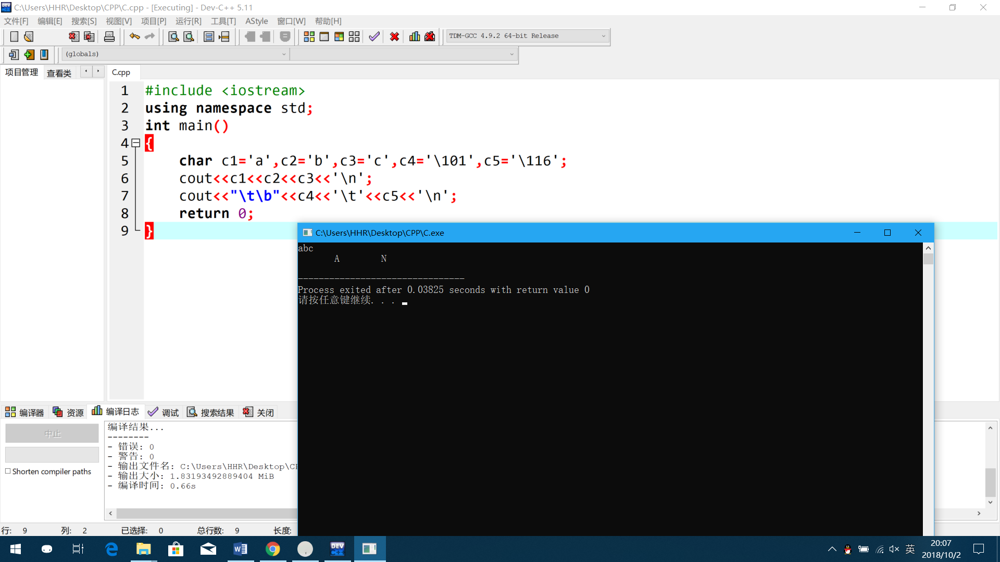 C:\Users\HHR\Desktop\CPP\C.cpp - [Executing] - Dev-C++ 5.11
文件[F] 编辑[E] 搜索[S] 视图[V] 项目[P] 运行[R] 工具[T] AStyle 窗口[W] 帮助[H]
TDM-GCC 4.9.2 64-bit Release
(globals)
项目管理 查看类 C.cpp
1 #include <iostream>
2 using namespace std;
3 int main()
4 {
5 char c1='a',c2='b',c3='c',c4='\101',c5='\116';
6 cout<<c1<<c2<<c3<<'\n';
7 cout<<"\t\b"<<c4<<'\t'<<c5<<'\n';
8 return 0;
9 }
C:\Users\HHR\Desktop\CPP\C.exe
abc
A N
--------------------------------
Process exited after 0.03825 seconds with return value 0
请按任意键继续. . .
编译器 资源 编译日志 调试 搜索结果 关闭
中止
Shorten compiler paths
编译结果...
--------
- 错误: 0
- 警告: 0
- 输出文件名: C:\Users\HHR\Desktop\CP
- 输出大小: 1.83193492889404 MiB
- 编译时间: 0.66s
行: 9 列: 2 已选择: 0 总行数: 9 长度:
DEV
C++
英
20:07
2018/10/2